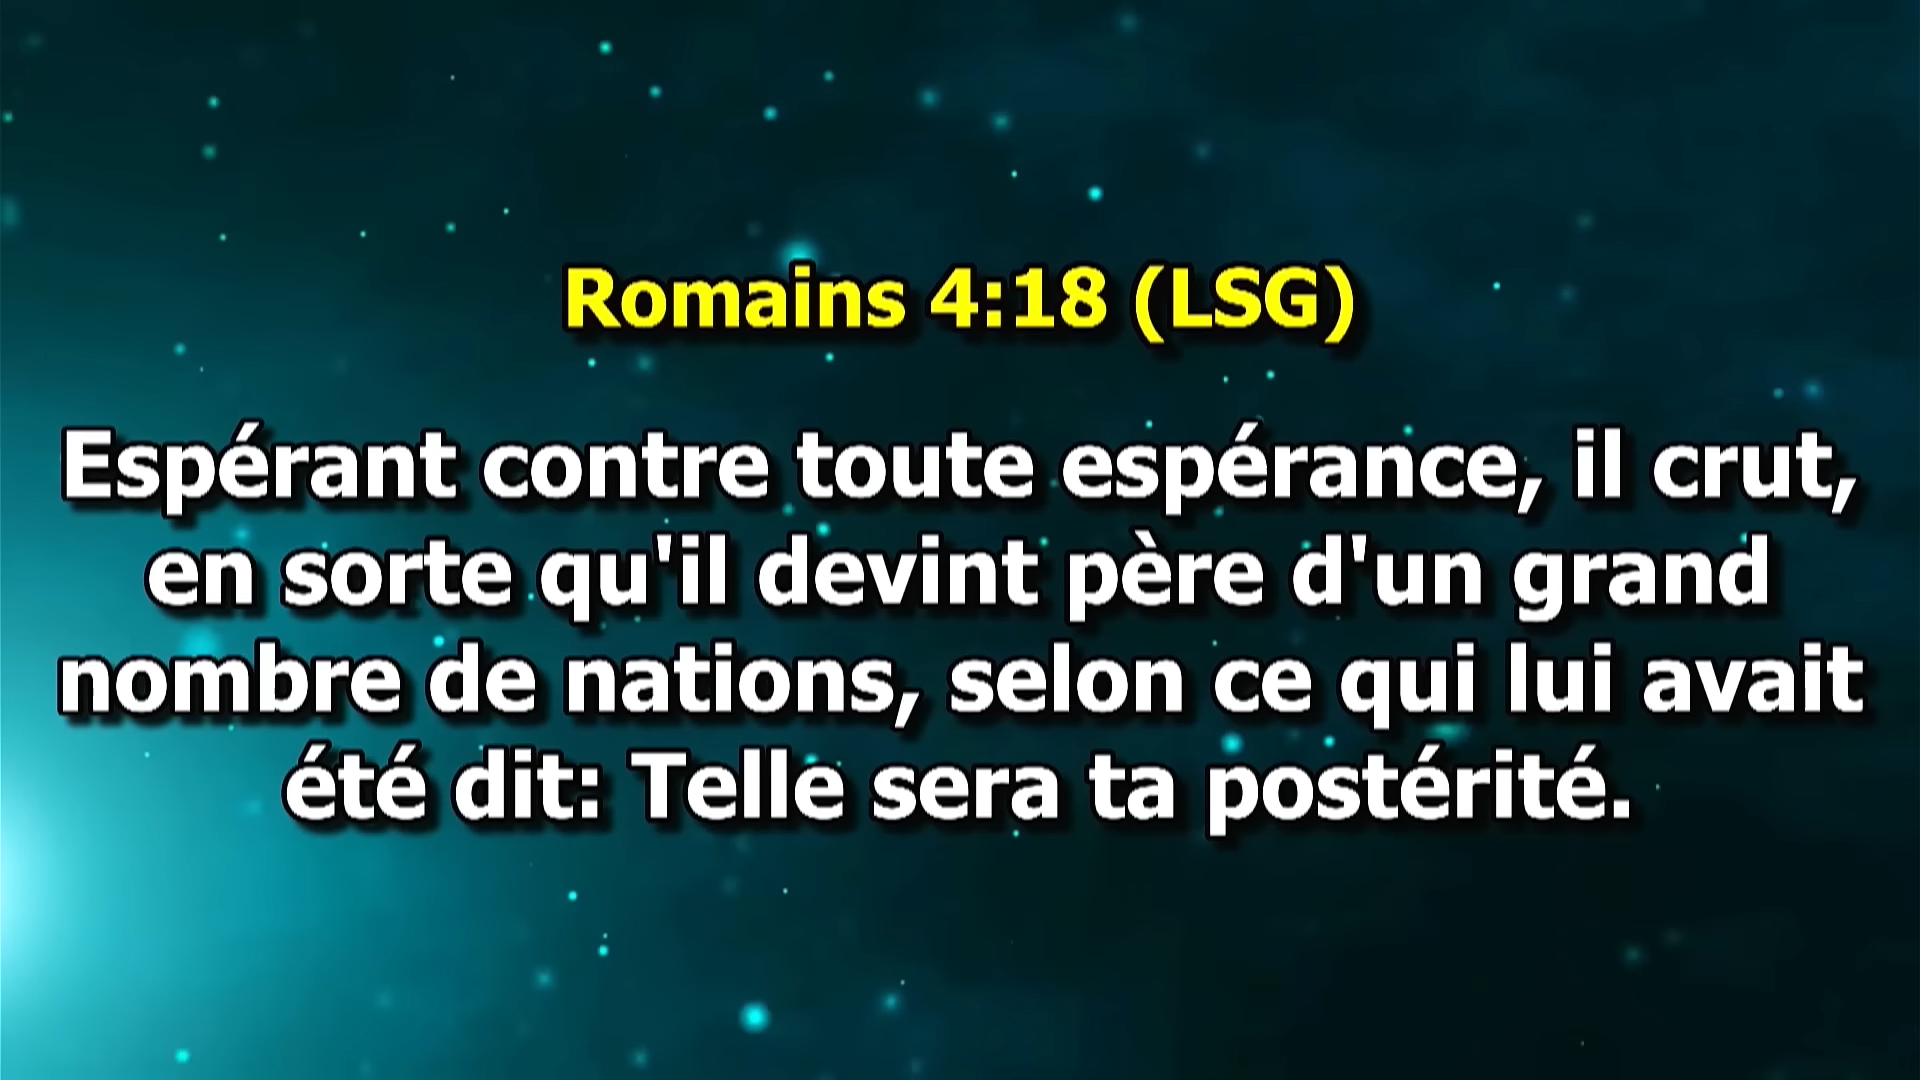 Romains 4:18 (LSG)
Espérant contre toute espérance, il crut,
en sorte qu'il devint père d'un grand
nombre de nations, selon ce qui lui avait
été dit: Telle sera ta postérité.